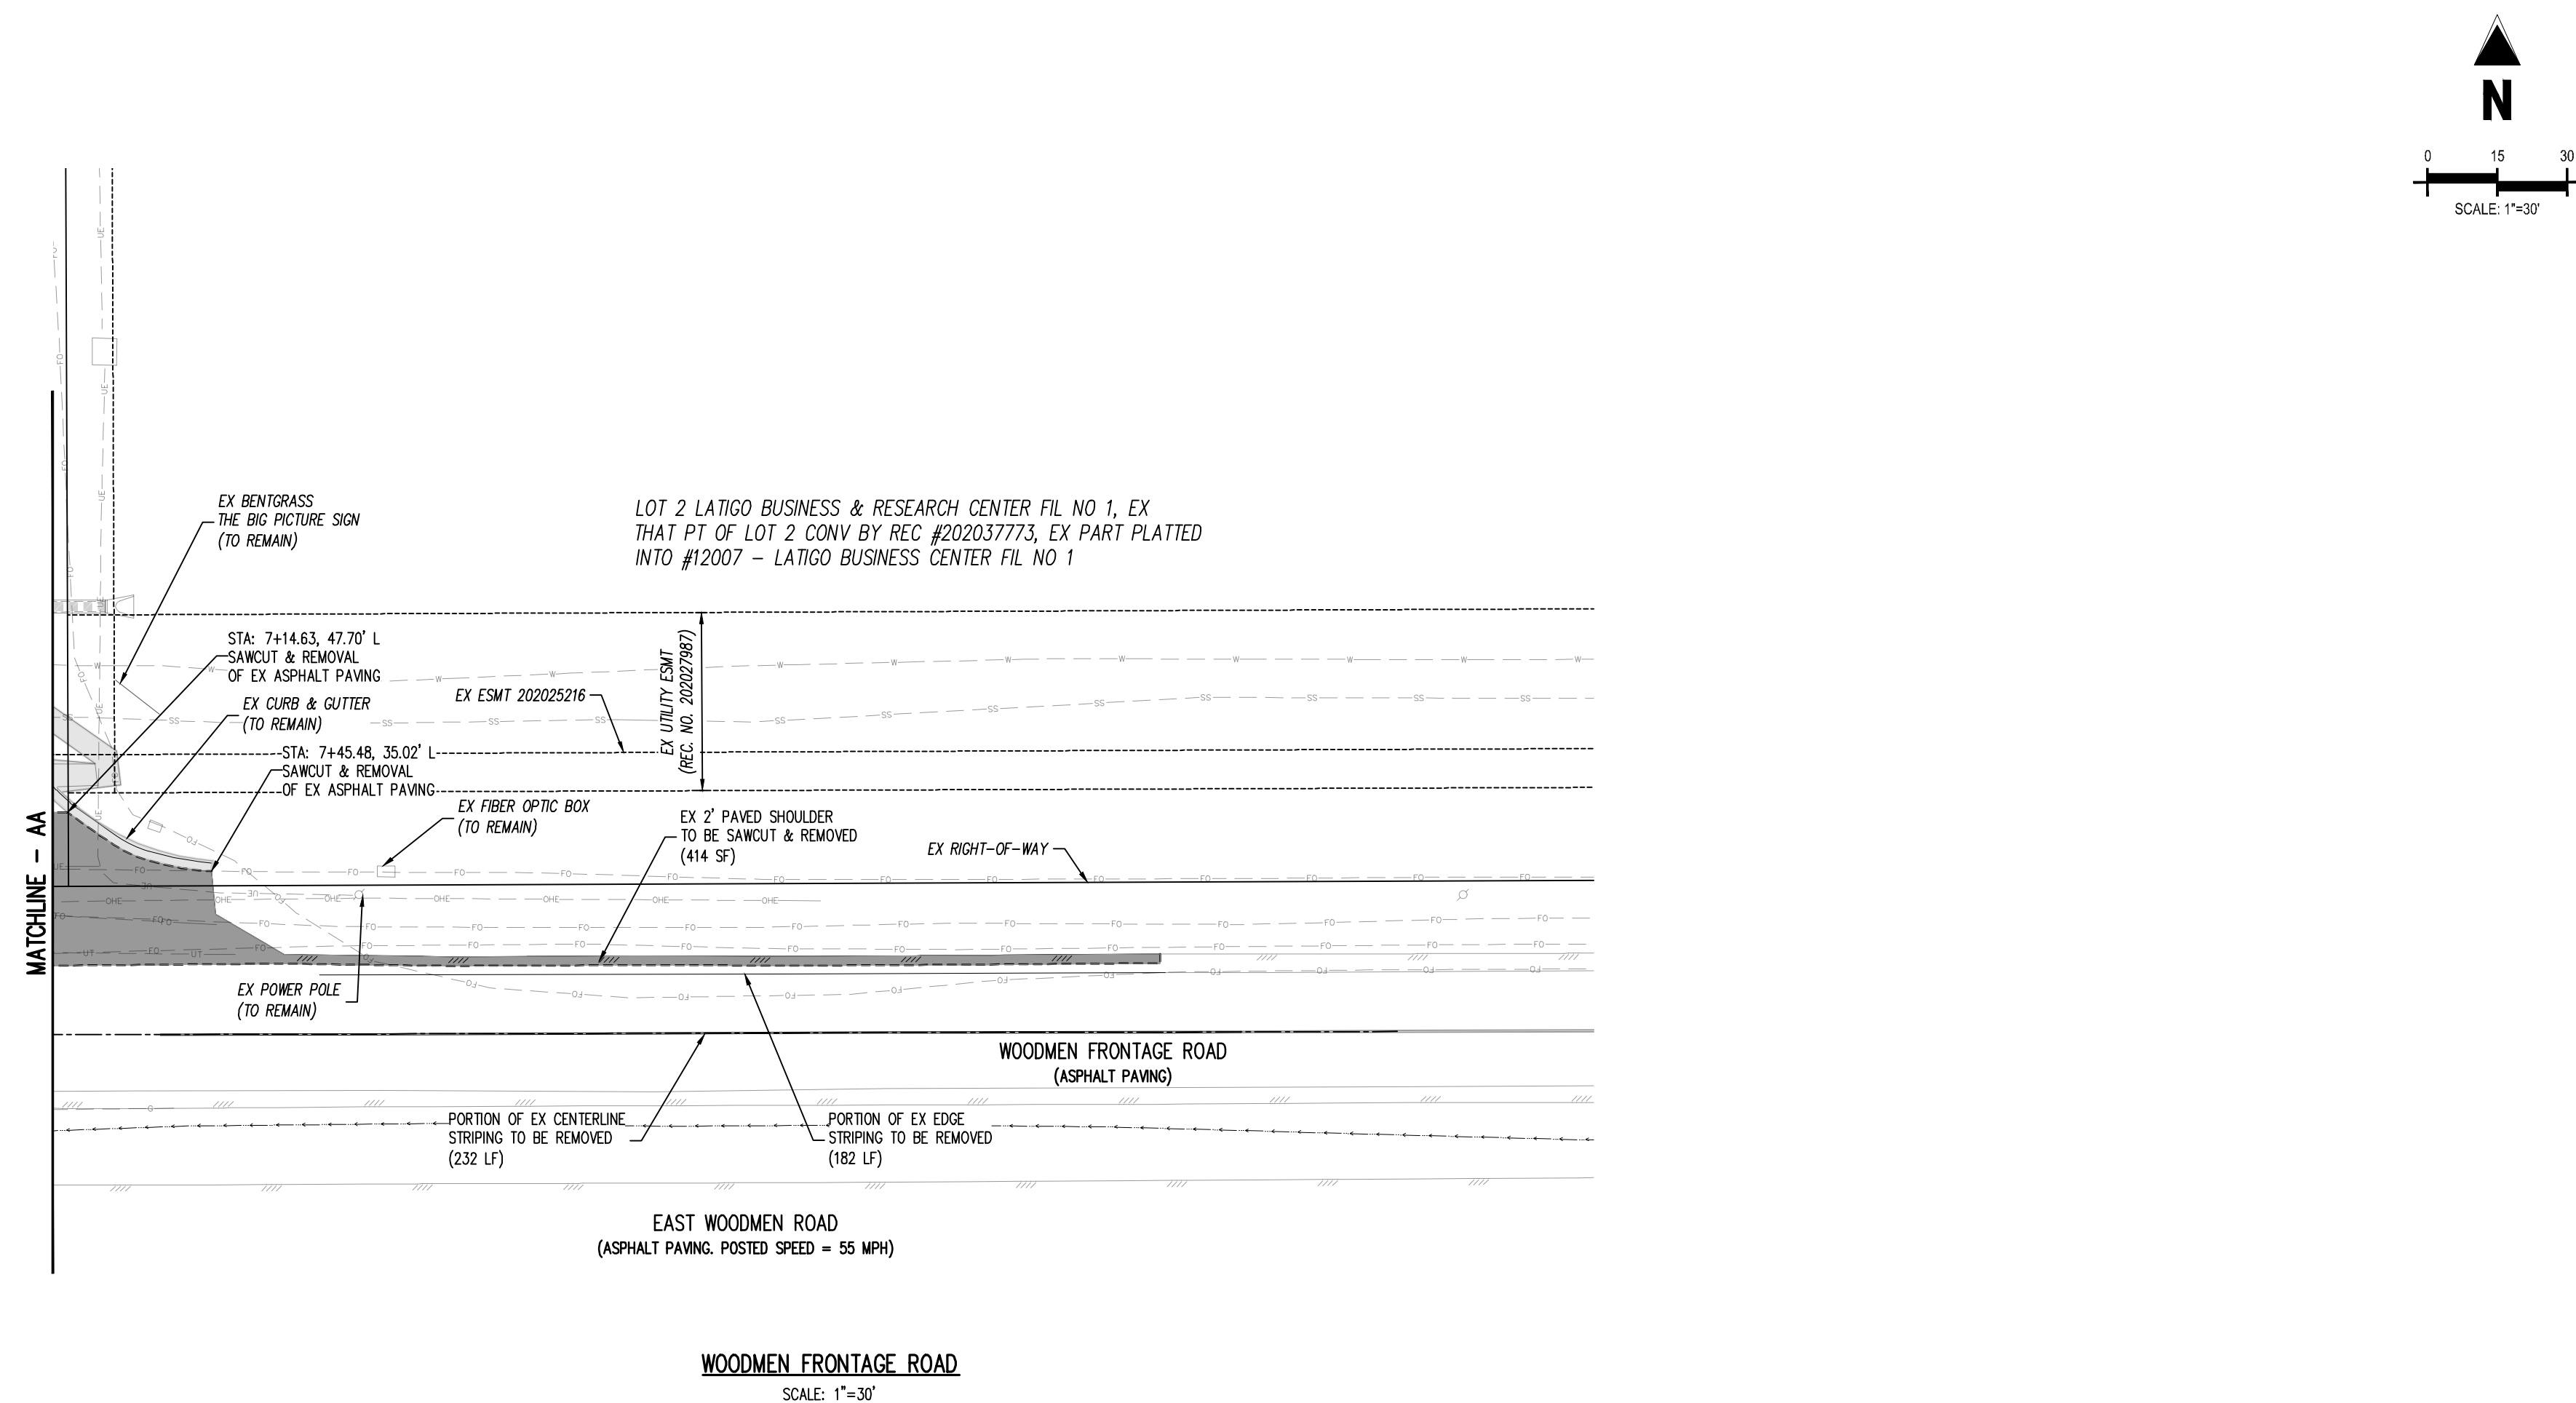 N
0 15 30
SCALE: 1"=30'
EX BENTGRASS
THE BIG PICTURE SIGN
(TO REMAIN)
LOT 2 LATIGO BUSINESS & RESEARCH CENTER FIL NO 1, EX
THAT PT OF LOT 2 CONV BY REC #202037773, EX PART PLATTED
INTO #12007 - LATIGO BUSINESS CENTER FIL NO 1
STA: 7+14.63, 47.70' L
SAWCUT & REMOVAL
OF EX ASPHALT PAVING
EX CURB & GUTTER
(TO REMAIN)
EX ESMT 202025216
EX UTILITY ESMT
(REC. NO. 202027987)
STA: 7+45.48, 35.02' L
SAWCUT & REMOVAL
OF EX ASPHALT PAVING
EX FIBER OPTIC BOX
(TO REMAIN)
EX 2' PAVED SHOULDER
TO BE SAWCUT & REMOVED
(414 SF)
EX RIGHT-OF-WAY
MATCHLINE - AA
EX POWER POLE
(TO REMAIN)
WOODMEN FRONTAGE ROAD
(ASPHALT PAVING)
PORTION OF EX CENTERLINE
STRIPING TO BE REMOVED
(232 LF)
PORTION OF EX EDGE
STRIPING TO BE REMOVED
(182 LF)
EAST WOODMEN ROAD
(ASPHALT PAVING. POSTED SPEED = 55 MPH)
WOODMEN FRONTAGE ROAD
SCALE: 1"=30'